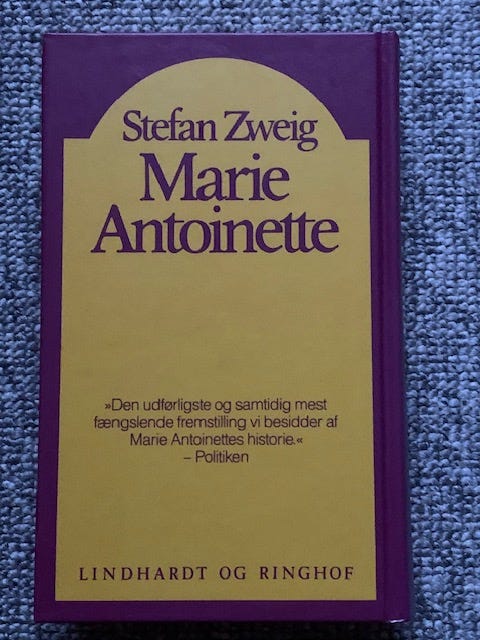 Stefan Zweig
Marie
Antoinette
»Den udførligste og samtidig mest
fængslende fremstilling vi besidder af
Marie Antoinettes historie.«
– Politiken
LINDHARDT OG RINGHOF